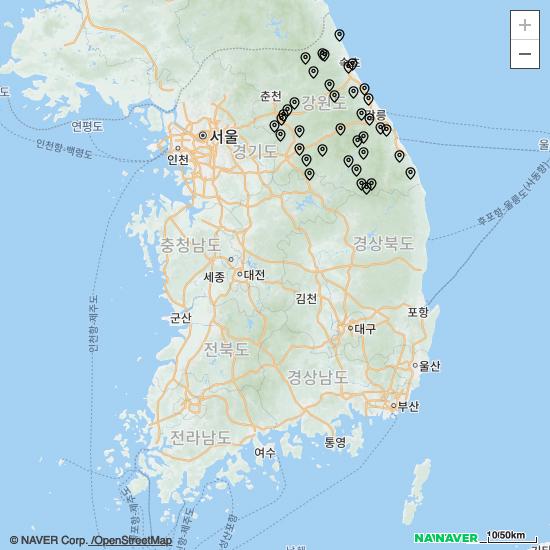 +
−
속초
춘천
강원도
강릉
연평도
서울
경기도
인천
인천항-백령도
울
후포항-울릉도(사동항)
충청남도
경상북도
세종
대전
인천항-제주도
김천
군산
포항
대구
전북도
경상남도
울산
부산
전라남도
통영
여수
© NAVER Corp. /OpenStreetMap
NAVER
10/50km